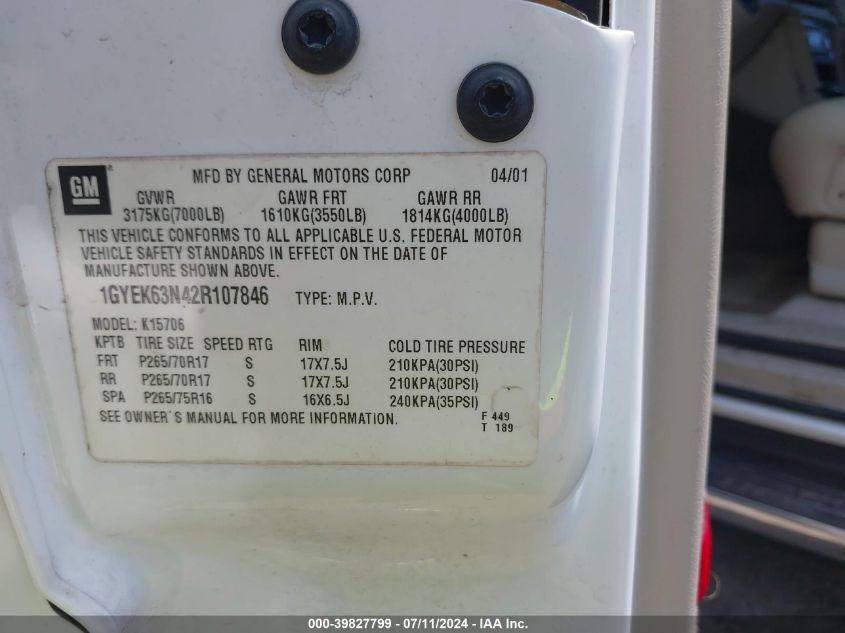 GM
MFD BY GENERAL MOTORS CORP 04/01
GVWR GAWR FRT GAWR RR
3175KG(7000LB) 1610KG(3550LB) 1814KG(4000LB)
THIS VEHICLE CONFORMS TO ALL APPLICABLE U.S. FEDERAL MOTOR
VEHICLE SAFETY STANDARDS IN EFFECT ON THE DATE OF
MANUFACTURE SHOWN ABOVE.
1GYEK63N42R107846 TYPE: M.P.V.
MODEL: K15706
KPTB TIRE SIZE SPEED RTG RIM COLD TIRE PRESSURE
FRT P265/70R17 S 17X7.5J 210KPA(30PSI)
RR P265/70R17 S 17X7.5J 210KPA(30PSI)
SPA P265/75R16 S 16X6.5J 240KPA(35PSI)
SEE OWNER'S MANUAL FOR MORE INFORMATION. F 449
T 189
000-39827799 - 07/11/2024 - IAA Inc.